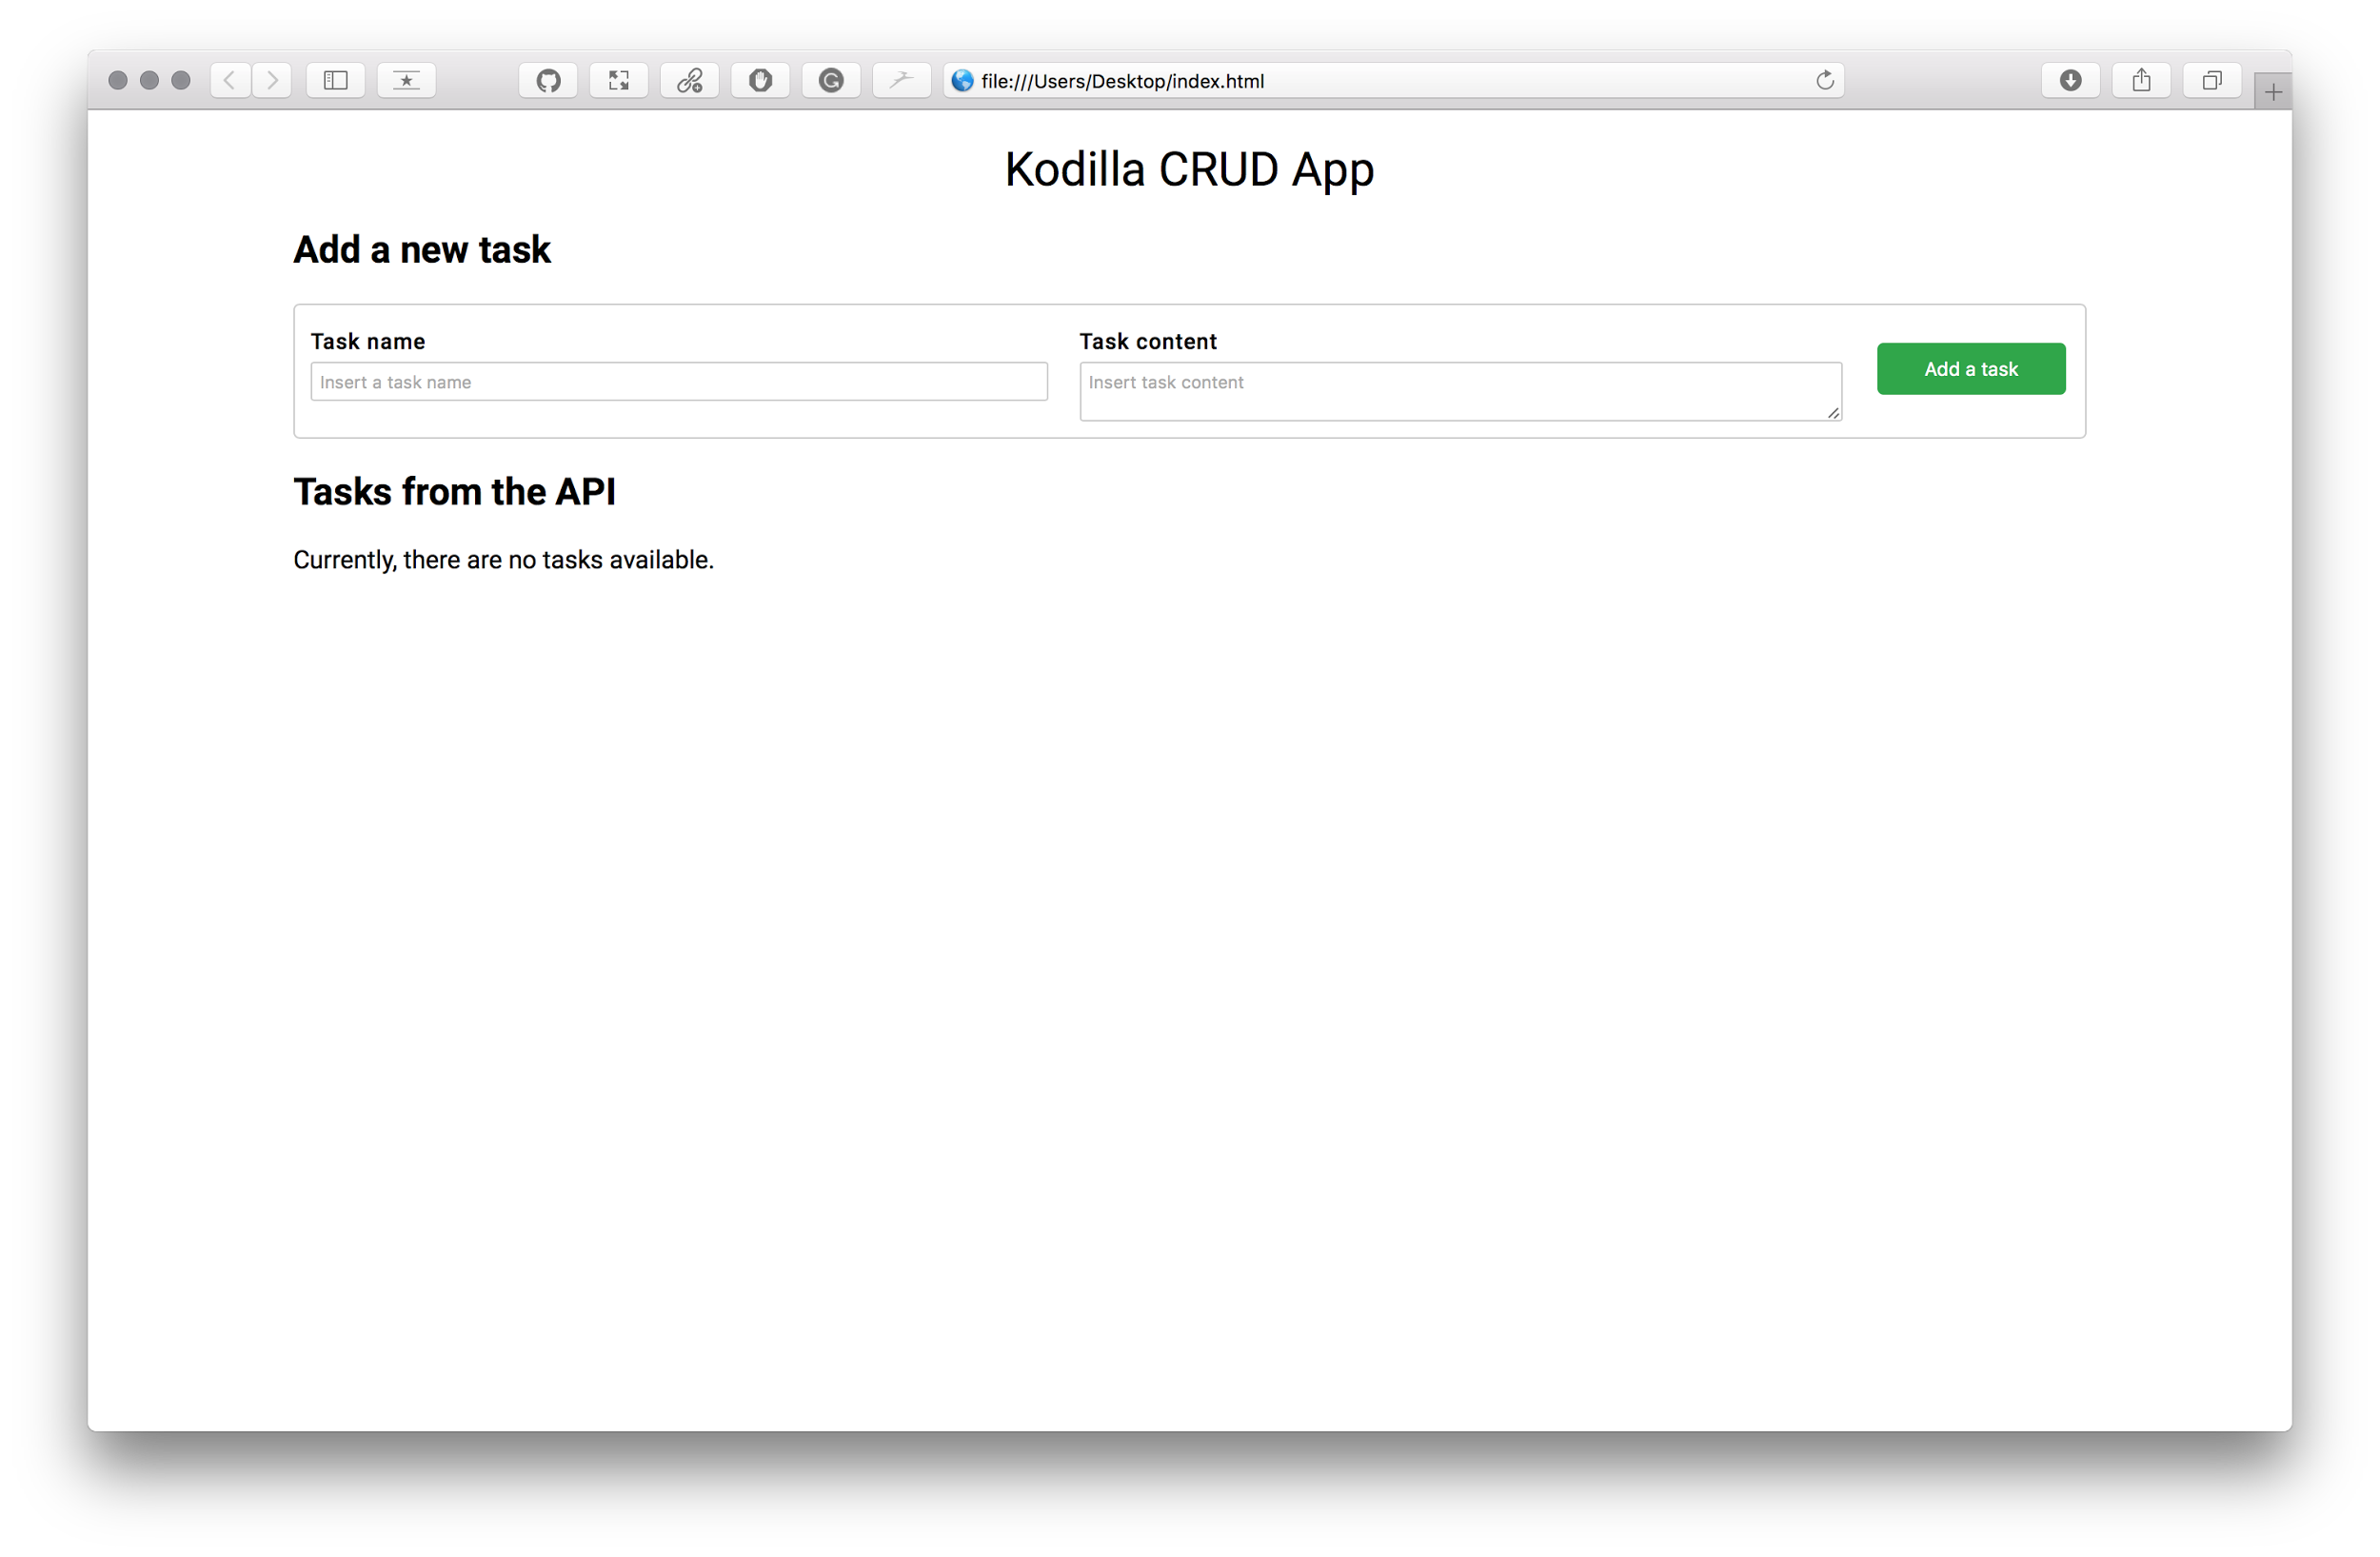 file:///Users/Desktop/index.html
Kodilla CRUD App
Add a new task
Task name
Task content
Insert a task name
Insert task content
Add a task
Tasks from the API
Currently, there are no tasks available.